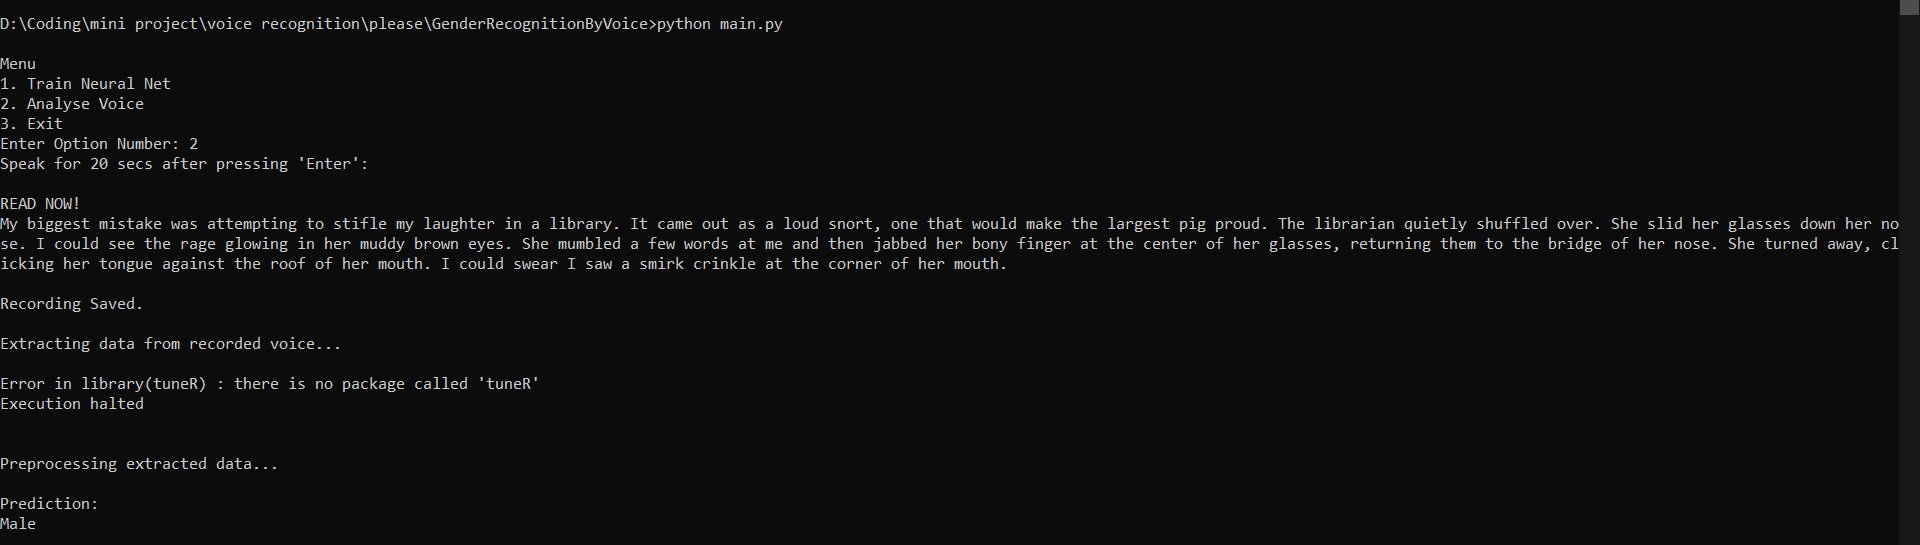 D:\Coding\mini project\voice recognition\please\GenderRecognitionByVoice>python main.py
Menu
1. Train Neural Net
2. Analyse Voice
3. Exit
Enter Option Number: 2
Speak for 20 secs after pressing 'Enter':
READ NOW!
My biggest mistake was attempting to stifle my laughter in a library. It came out as a loud snort, one that would make the largest pig proud. The librarian quietly shuffled over. She slid her glasses down her no
se. I could see the rage glowing in her muddy brown eyes. She mumbled a few words at me and then jabbed her bony finger at the center of her glasses, returning them to the bridge of her nose. She turned away, cl
icking her tongue against the roof of her mouth. I could swear I saw a smirk crinkle at the corner of her mouth.
Recording Saved.
Extracting data from recorded voice...
Error in library(tuneR) : there is no package called 'tuneR'
Execution halted
Preprocessing extracted data...
Prediction:
Male